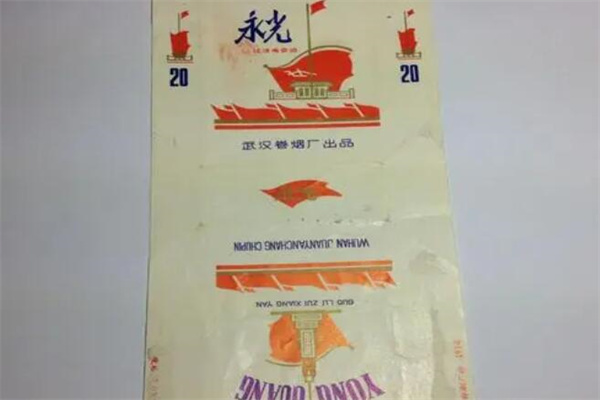 永光
20
20
武汉卷烟厂出品
WUHAN JUANYANCHANG CHUPIN
GUO LU ZUI XIANG YAN
YONG GUANG